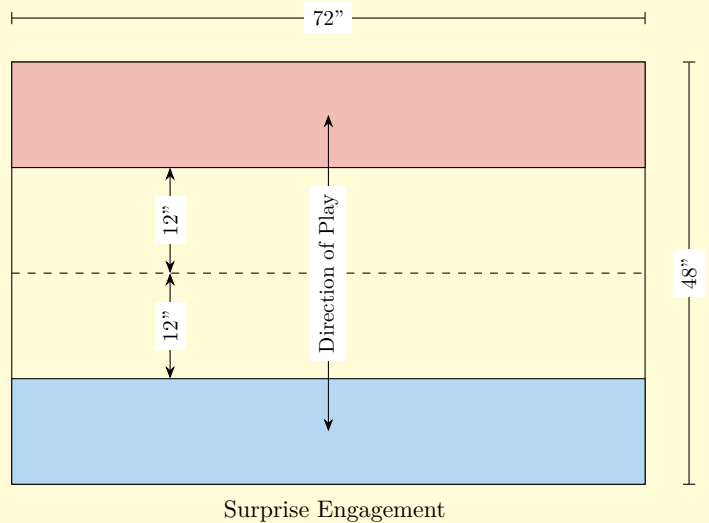 72”
12”
Direction of Play
12”
48”
Surprise Engagement